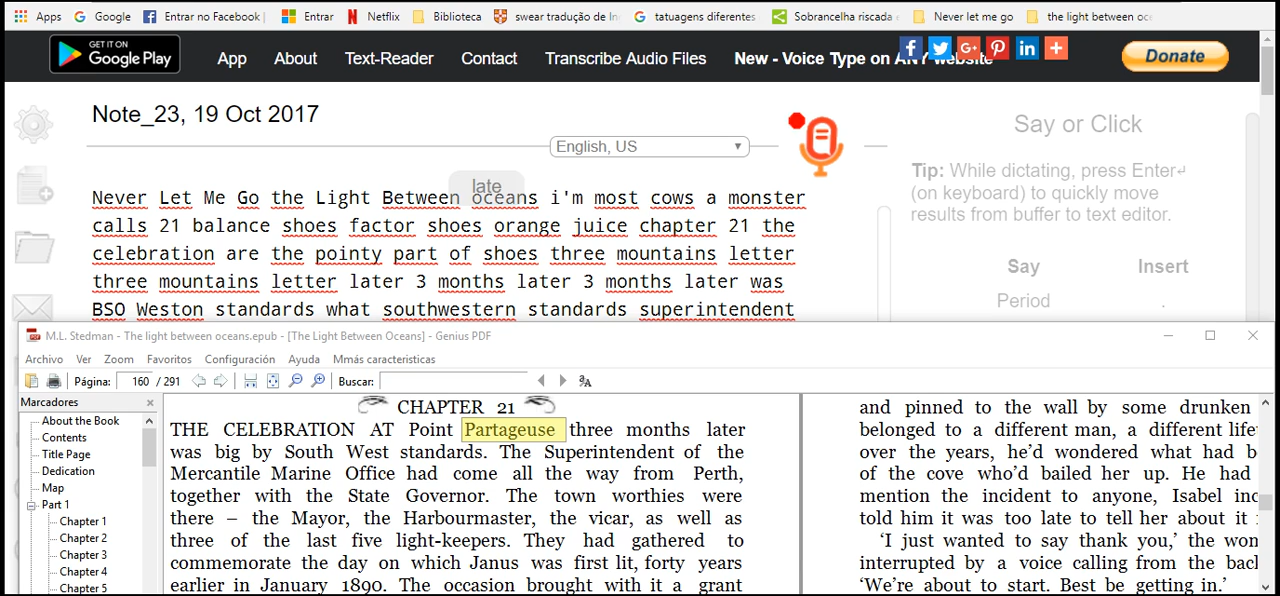 Apps Google Entrar no Facebook Entrar Netflix Biblioteca swear tradução de In tatuagens diferentes Sobrancelha riscada Never let me go the light between oce
GET IT ON
Google Play
App About Text-Reader Contact Transcribe Audio Files New - Voice Type on ANY website
Donate
Note_23, 19 Oct 2017
English, US
Say or Click
Tip: While dictating, press Enter↵
(on keyboard) to quickly move
results from buffer to text editor.
Say Insert
Period .
late
Never Let Me Go the Light Between oceans i'm most cows a monster
calls 21 balance shoes factor shoes orange juice chapter 21 the
celebration are the pointy part of shoes three mountains letter
three mountains letter later 3 months later 3 months later was
BSO Weston standards what southwestern standards superintendent
M.L. Stedman - The light between oceans.epub - [The Light Between Oceans] - Genius PDF
Archivo Ver Zoom Favoritos Configuración Ayuda Mmás caracteristicas
Página: 160 / 291 Buscar:
Marcadores
About the Book
Contents
Title Page
Dedication
Map
Part 1
Chapter 1
Chapter 2
Chapter 3
Chapter 4
Chapter 5
CHAPTER 21
THE CELEBRATION AT Point Partageuse three months later
was big by South West standards. The Superintendent of the
Mercantile Marine Office had come all the way from Perth,
together with the State Governor. The town worthies were
there – the Mayor, the Harbourmaster, the vicar, as well as
three of the last five light-keepers. They had gathered to
commemorate the day on which Janus was first lit, forty years
earlier in January 1890. The occasion brought with it a grant
and pinned to the wall by some drunken
belonged to a different man, a different life
over the years, he'd wondered what had b
of the cove who'd bailed her up. He had
mention the incident to anyone, Isabel inc
told him it was too late to tell her about it
'I just wanted to say thank you,' the won
interrupted by a voice calling from the bac
'We're about to start. Best be getting in.'